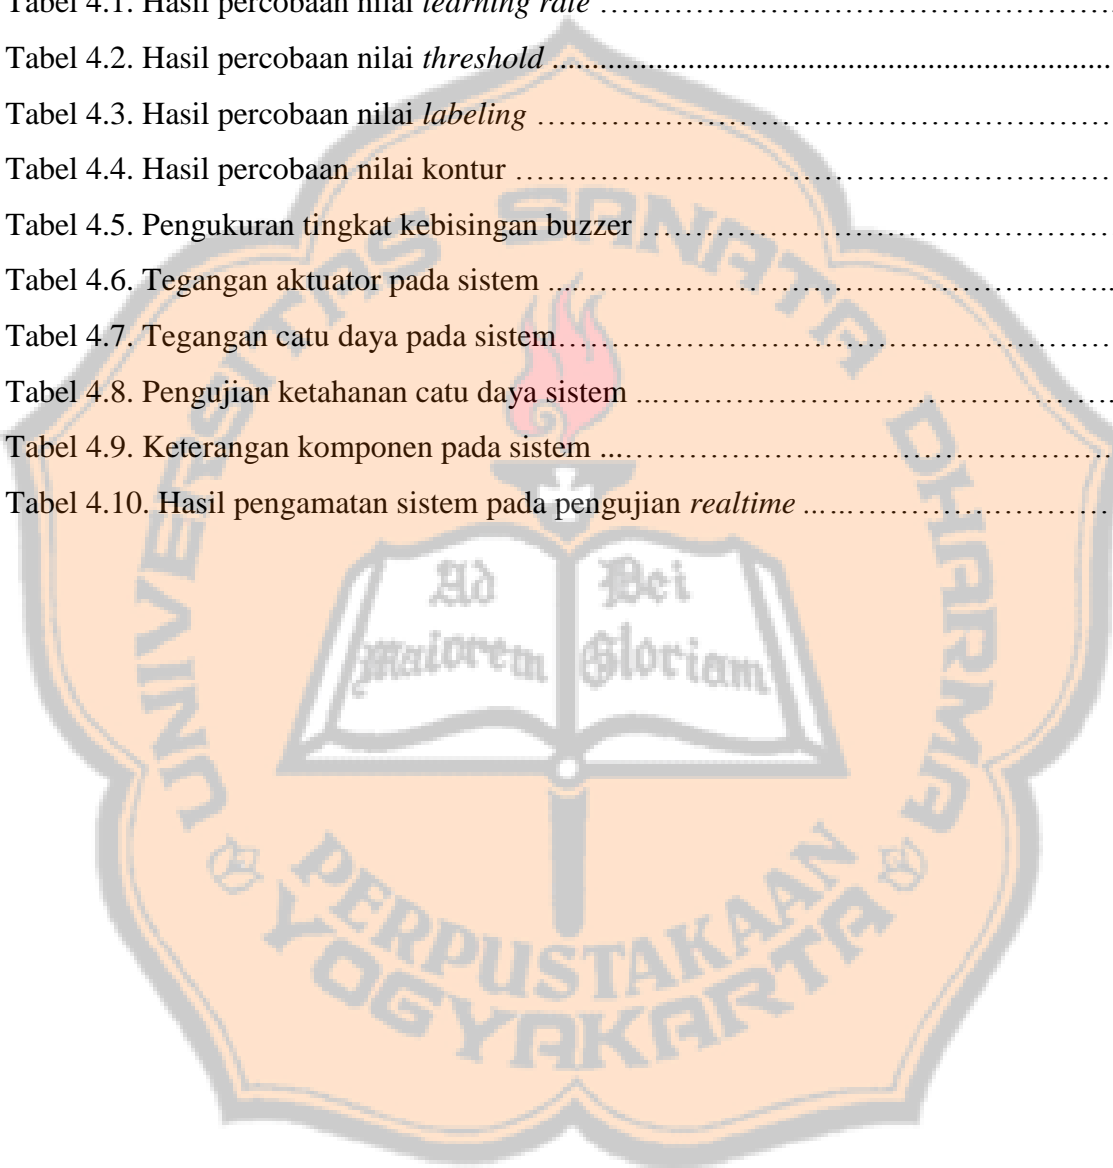 Tabel 4.1. Hasil percobaan nilai learning rate ……………………………………………
Tabel 4.2. Hasil percobaan nilai threshold ..............................................................................
Tabel 4.3. Hasil percobaan nilai labeling ……………………………………………………
Tabel 4.4. Hasil percobaan nilai kontur ……………………………………………………
Tabel 4.5. Pengukuran tingkat kebisingan buzzer ……………………………………………
Tabel 4.6. Tegangan aktuator pada sistem ...……………………………………………...
Tabel 4.7. Tegangan catu daya pada sistem……………………………………………………
Tabel 4.8. Pengujian ketahanan catu daya sistem ...……………………………………………
Tabel 4.9. Keterangan komponen pada sistem ...………………………………………………
Tabel 4.10. Hasil pengamatan sistem pada pengujian realtime ...………………………………
UNIVERSITAS SANATA DHARMA
Ad Dei
Maiorem Gloriam
PERPUSTAKAAN
YOGYAKARTA